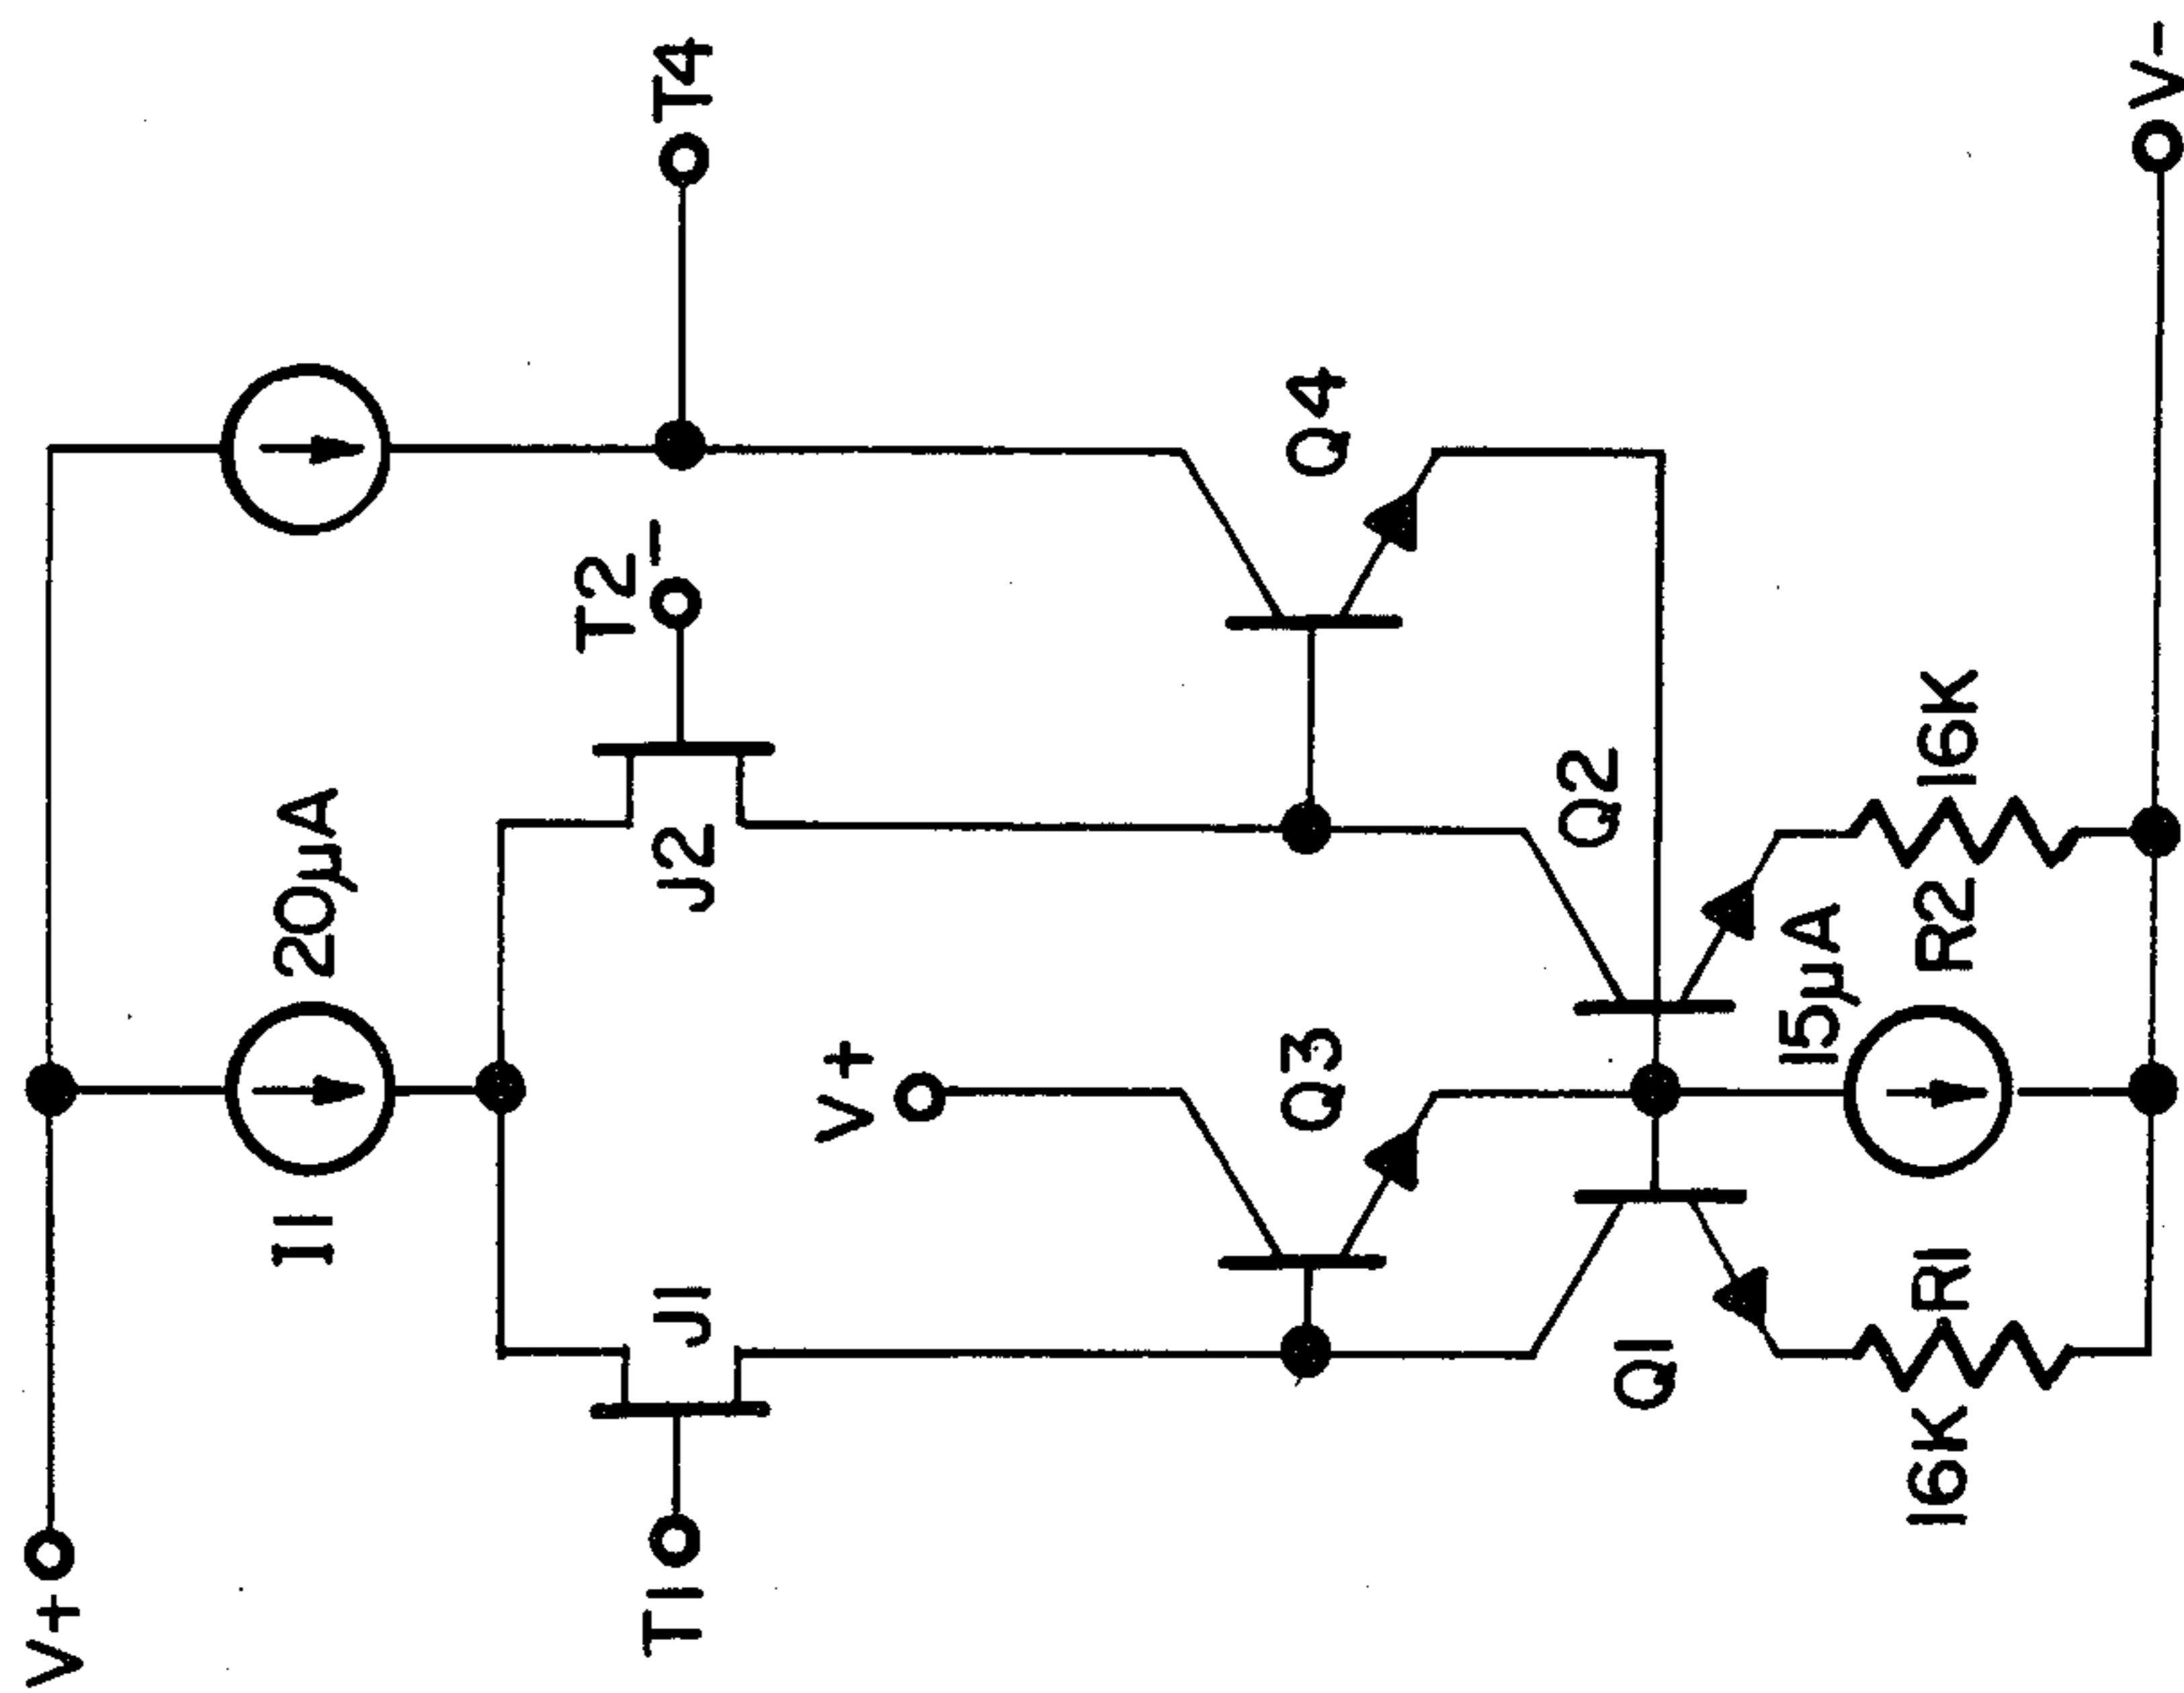 V+
I1
20µA
T1
J1
J2
T2
−
T4
V+
Q3
Q4
Q1
Q2
15µA
16K
R1
R2
16K
V-